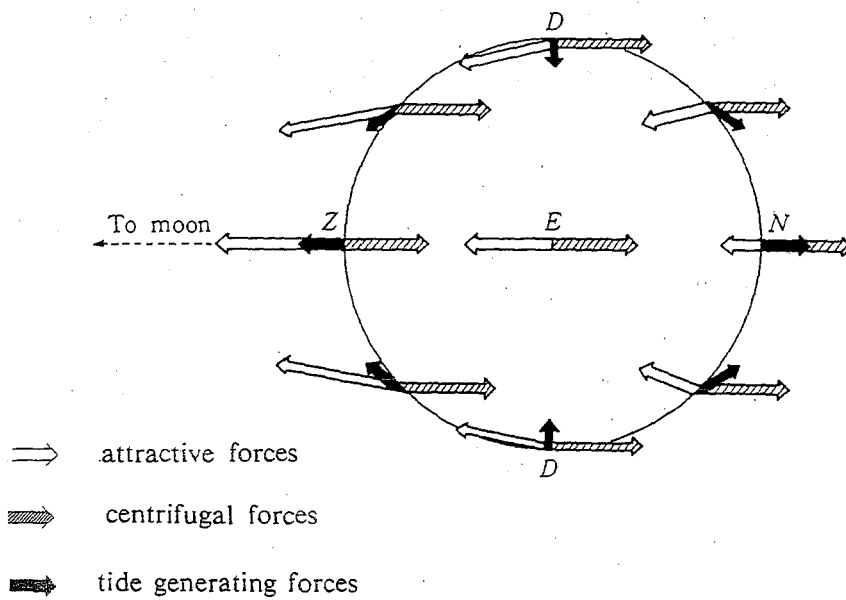 D
To moon
Z
E
N
D
attractive forces
centrifugal forces
tide generating forces